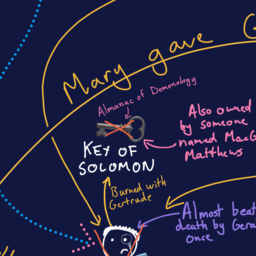 Mary gave
Almanac of Demonology
KEY OF
SOLOMON
Also owned
by someone
named MacG
Matthews
Burned with
Gertrude
Almost beat
death by Gera
once